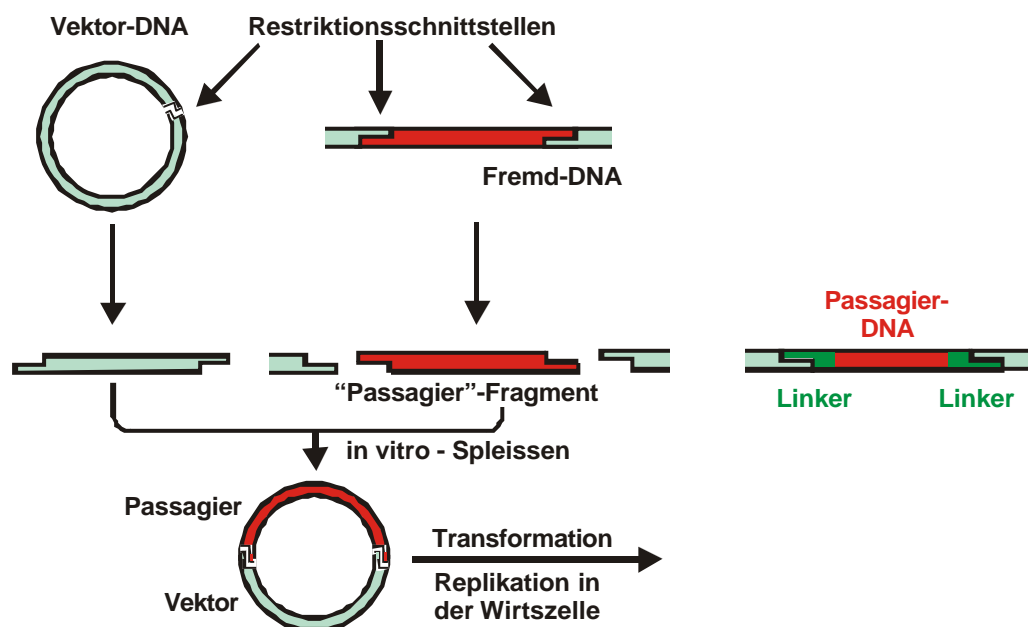 Vektor-DNA
Restriktionsschnittstellen
Fremd-DNA
Passagier-
DNA
“Passagier”-Fragment
Linker
Linker
in vitro - Spleissen
Passagier
Transformation
Vektor
Replikation in
der Wirtszelle